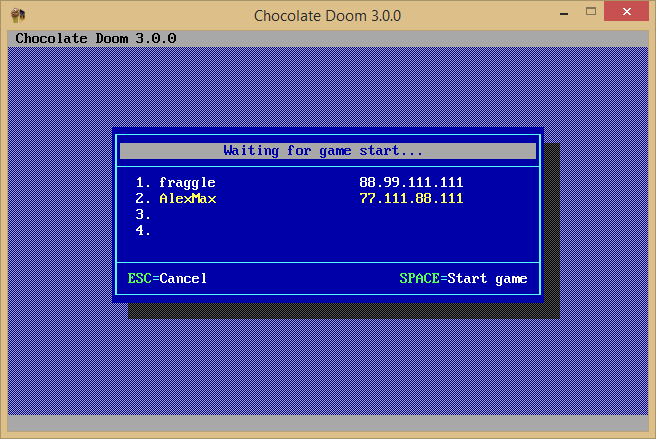 Chocolate Doom 3.0.0
Chocolate Doom 3.0.0
Waiting for game start...
1. fraggle 88.99.111.111
2. AlexMax 77.111.88.111
3.
4.
ESC=Cancel SPACE=Start game